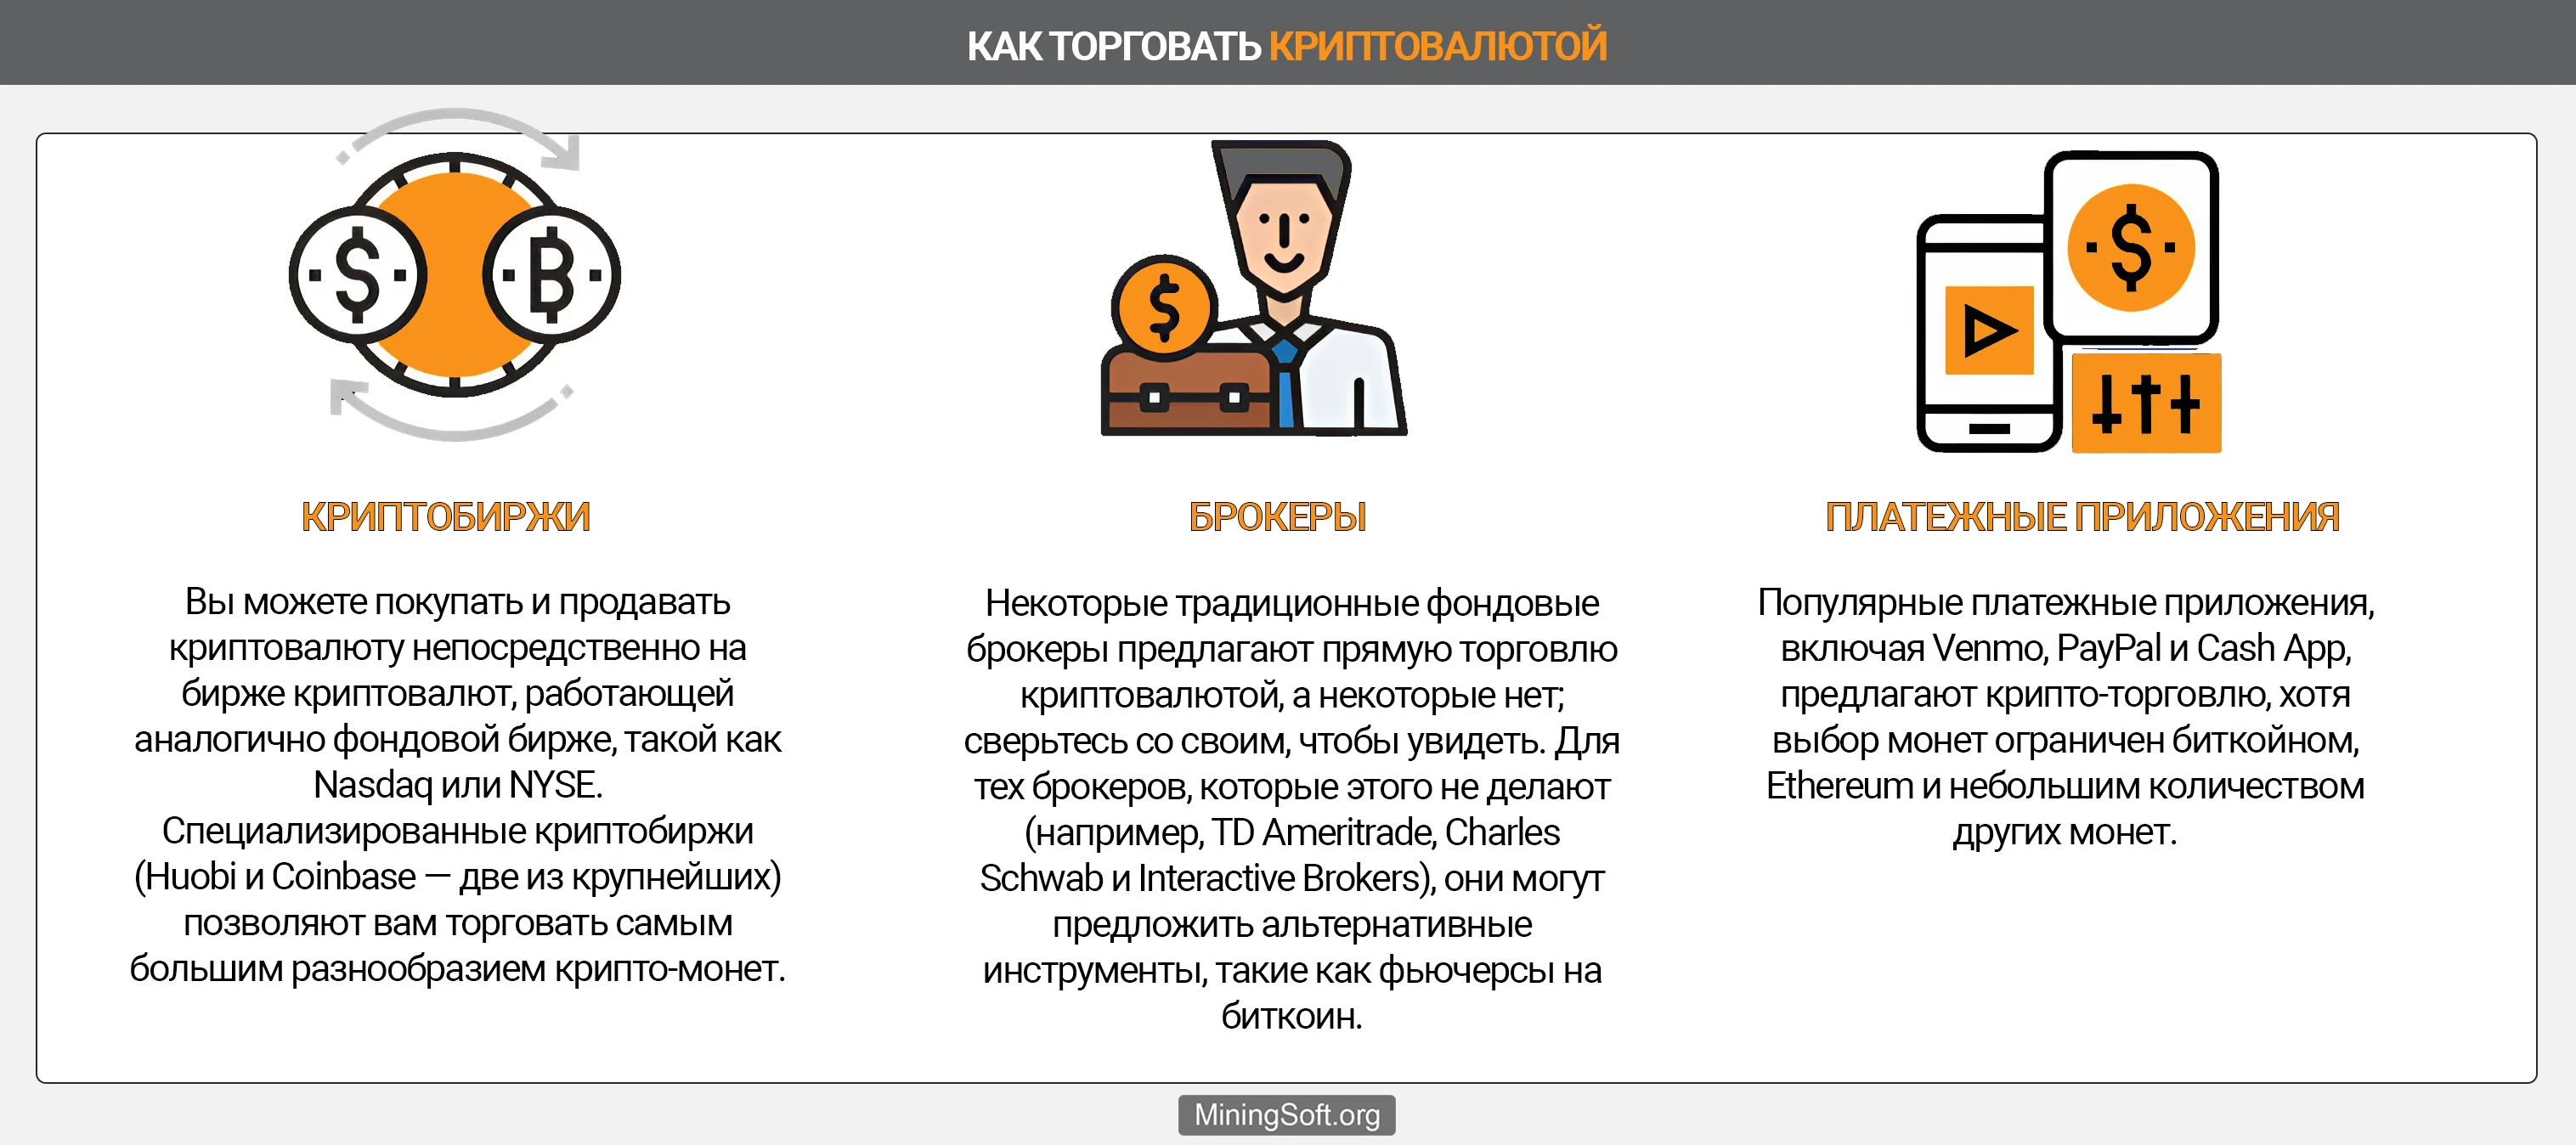 КАК ТОРГОВАТЬ КРИПТОВАЛЮТОЙ
КРИПТОБИРЖИ
Вы можете покупать и продавать
криптовалюту непосредственно на
бирже криптовалют, работающей
аналогично фондовой бирже, такой как
Nasdaq или NYSE.
Специализированные криптобиржи
(Huobi и Coinbase — две из крупнейших)
позволяют вам торговать самым
большим разнообразием крипто-монет.
БРОКЕРЫ
Некоторые традиционные фондовые
брокеры предлагают прямую торговлю
криптовалютой, а некоторые нет;
сверьтесь со своим, чтобы увидеть. Для
тех брокеров, которые этого не делают
(например, TD Ameritrade, Charles
Schwab и Interactive Brokers), они могут
предложить альтернативные
инструменты, такие как фьючерсы на
биткоин.
ПЛАТЕЖНЫЕ ПРИЛОЖЕНИЯ
Популярные платежные приложения,
включая Venmo, PayPal и Cash App,
предлагают крипто-торговлю, хотя
выбор монет ограничен биткойном,
Ethereum и небольшим количеством
других монет.
MiningSoft.org